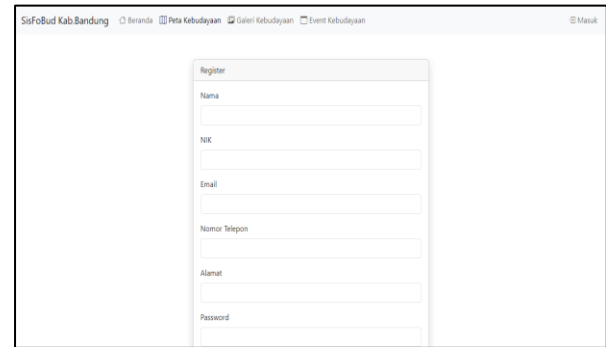 SisFoBud Kab.Bandung Beranda Peta Kebudayaan Galeri Kebudayaan Event Kebudayaan Masuk
Register
Nama
NIK
Email
Nomor Telepon
Alamat
Password